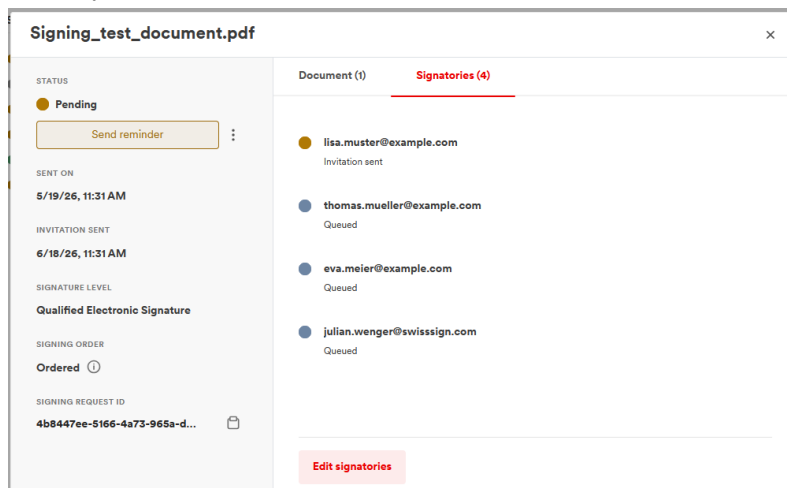 Signing_test_document.pdf
STATUS
Pending
Send reminder
SENT ON
5/19/26, 11:31 AM
INVITATION SENT
6/18/26, 11:31 AM
SIGNATURE LEVEL
Qualified Electronic Signature
SIGNING ORDER
Ordered
SIGNING REQUEST ID
4b8447ee-5166-4a73-965a-d...
Document (1) Signatories (4)
lisa.muster@example.com
Invitation sent
thomas.mueller@example.com
Queued
eva.meier@example.com
Queued
julian.wenger@swisssign.com
Queued
Edit signatories